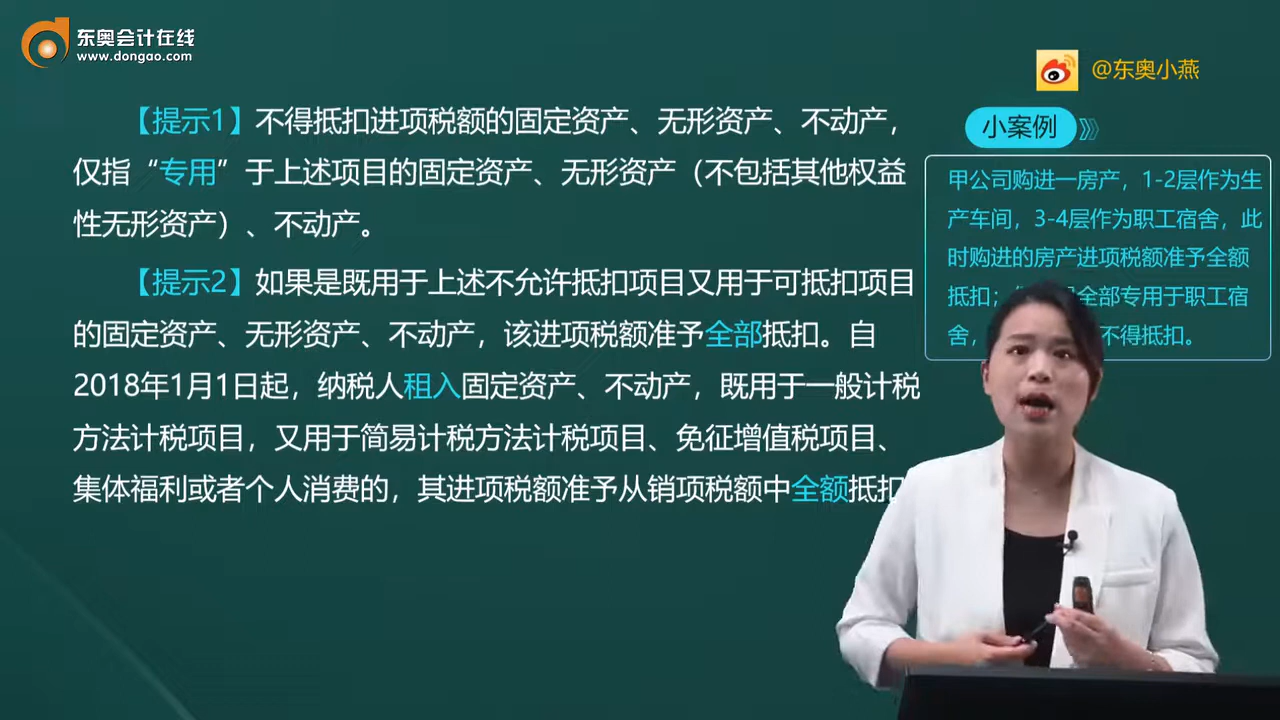 东奥会计在线
www.dongao.com
@东奥小燕
【提示1】不得抵扣进项税额的固定资产、无形资产、不动产，
仅指“专用”于上述项目的固定资产、无形资产（不包括其他权益
性无形资产）、不动产。
【提示2】如果是既用于上述不允许抵扣项目又用于可抵扣项目
的固定资产、无形资产、不动产，该进项税额准予全部抵扣。自
2018年1月1日起，纳税人租入固定资产、不动产，既用于一般计税
方法计税项目，又用于简易计税方法计税项目、免征增值税项目、
集体福利或者个人消费的，其进项税额准予从销项税额中全额抵扣
小案例
甲公司购进一房产，1-2层作为生
产车间，3-4层作为职工宿舍，此
时购进的房产进项税额准予全额
抵扣；全部专用于职工宿
舍，不得抵扣。